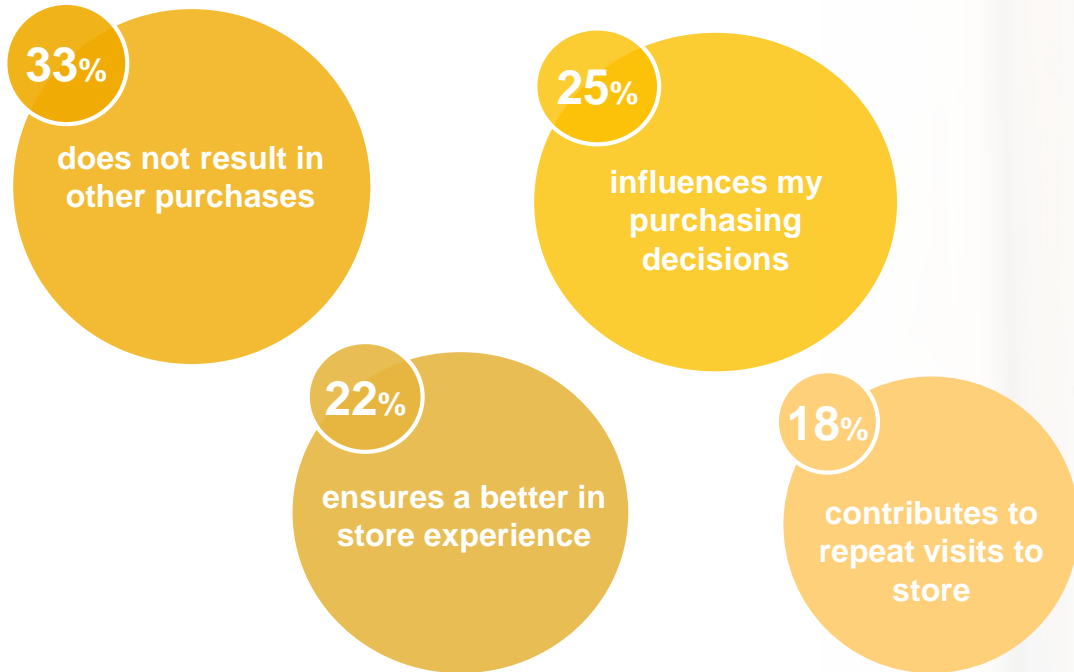 33%
does not result in
other purchases
25%
influences my
purchasing
decisions
22%
ensures a better in
store experience
18%
contributes to
repeat visits to
store